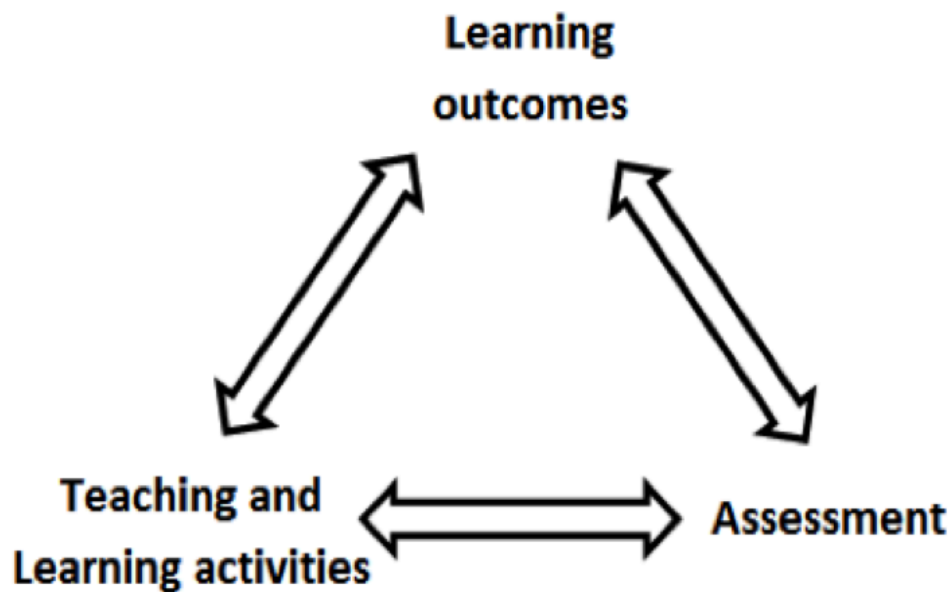 Learning
outcomes
Teaching and
Learning activities
Assessment